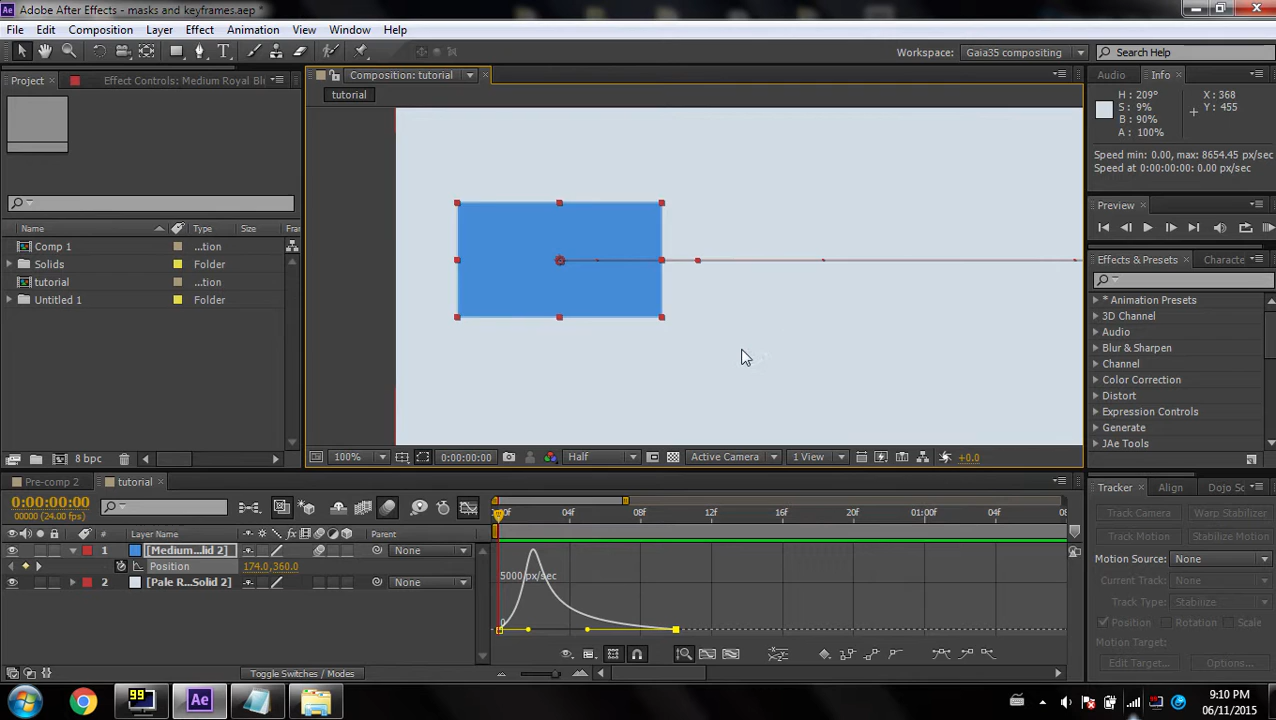 Adobe After Effects - masks and keyframes.aep *
File Edit Composition Layer Effect Animation View Window Help
Workspace: Gaia35 compositing Search Help
Project Effect Controls: Medium Royal Bl
Composition: tutorial
tutorial
Audio Info
H : 209°
S : 9%
B : 90%
A : 100%
X : 368
Y : 455
Speed min: 0.00, max: 8654.45 px/sec
Speed at 0:00:00:00: 0.00 px/sec
Preview
Effects & Presets Characte
Name Type Size Frar
Comp 1 ...tion
Solids Folder
tutorial ...tion
Untitled 1 Folder
* Animation Presets
3D Channel
Audio
Blur & Sharpen
Channel
Color Correction
Distort
Expression Controls
Generate
JAe Tools
8 bpc
100% 0:00:00:00 Half Active Camera 1 View +0.0
Pre-comp 2 tutorial
0:00:00:00
00000 (24.00 fps)
# Layer Name Parent
1 [Medium...lid 2] None
Position 174.0,360.0
2 [Pale R...Solid 2] None
04f 08f 12f 16f 20f 01:00f 04f
5000 px/sec
0
Toggle Switches / Modes
Tracker Align Dojo Sc
Track Camera Warp Stabilizer
Track Motion Stabilize Motion
Motion Source: None
Current Track: None
Track Type: Stabilize
Position Rotation Scale
Motion Target:
Edit Target... Options...
99
Ae
9:10 PM
06/11/2015